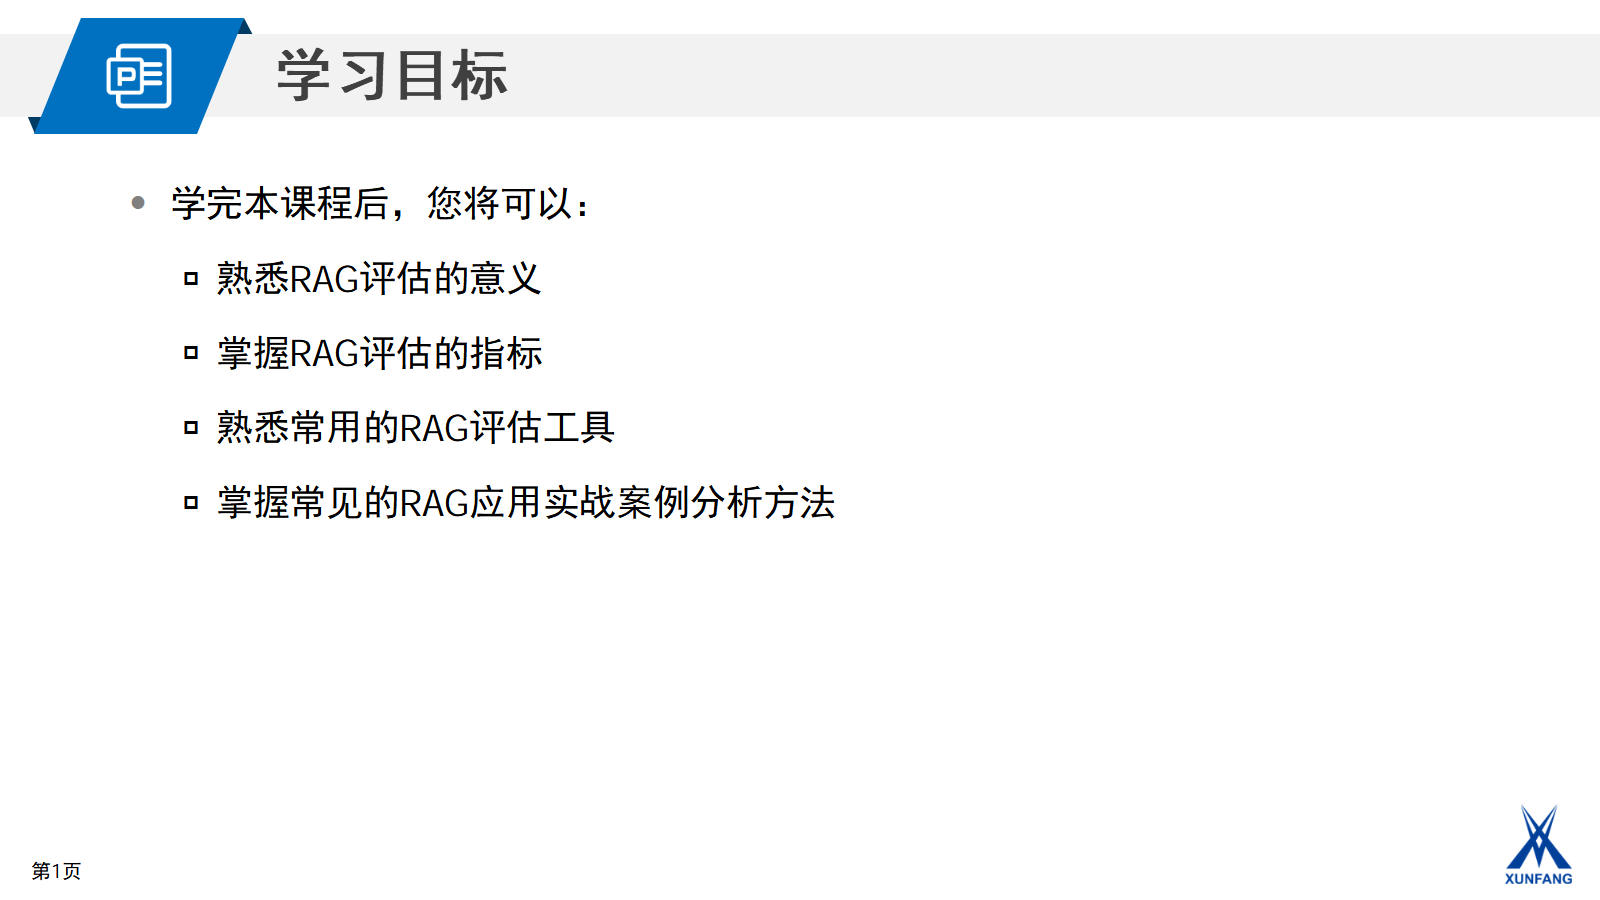 学习目标
学完本课程后，您将可以：
熟悉RAG评估的意义
掌握RAG评估的指标
熟悉常用的RAG评估工具
掌握常见的RAG应用实战案例分析方法
第1页
XUNFANG